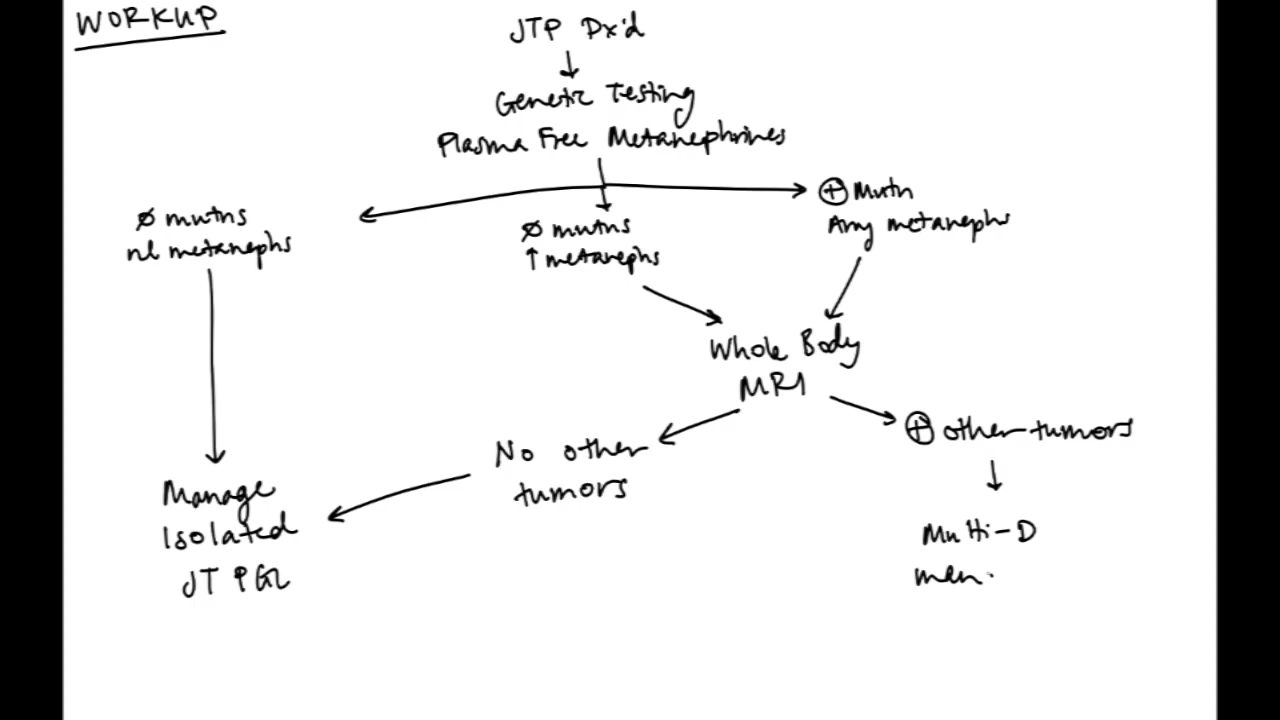 WORKUP
JTP Dx'd
Genetic Testing
Plasma Free Metanephrines
Ø mutns
nl metanephs
Ø mutns
↑ metanephs
⊕ Mutn
Any metanephs
Whole Body
MRI
No other
tumors
⊕ other tumors
Manage
Isolated
JT PGL
Multi-D